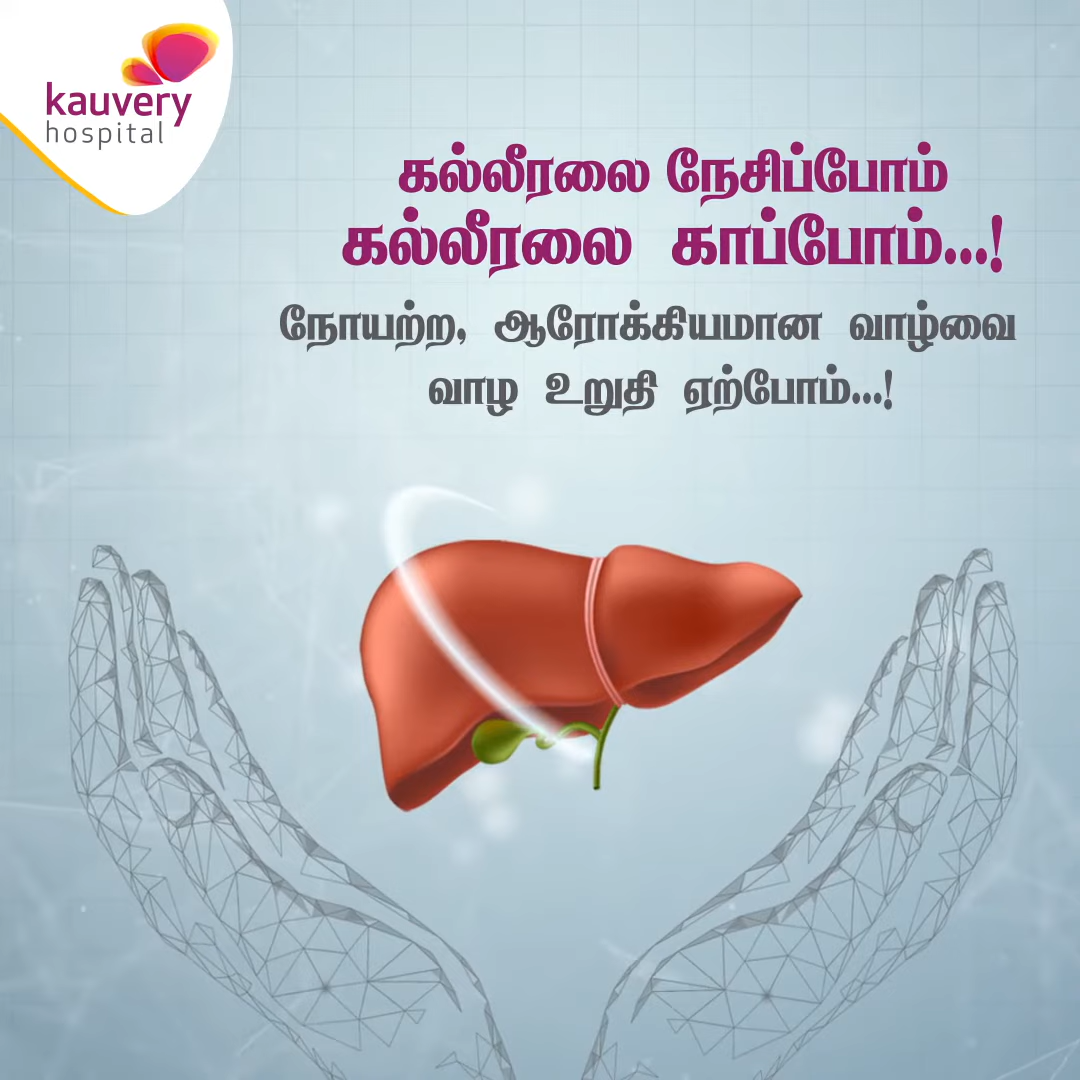 kauvery
hospital
கல்லீரலை நேசிப்போம்
கல்லீரலை காப்போம்...!
நோயற்ற, ஆரோக்கியமான வாழ்வை
வாழ உறுதி ஏற்போம்...!